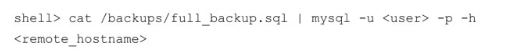 shell> cat /backups/full_backup.sql | mysql -u <user> -p -h
<remote_hostname>